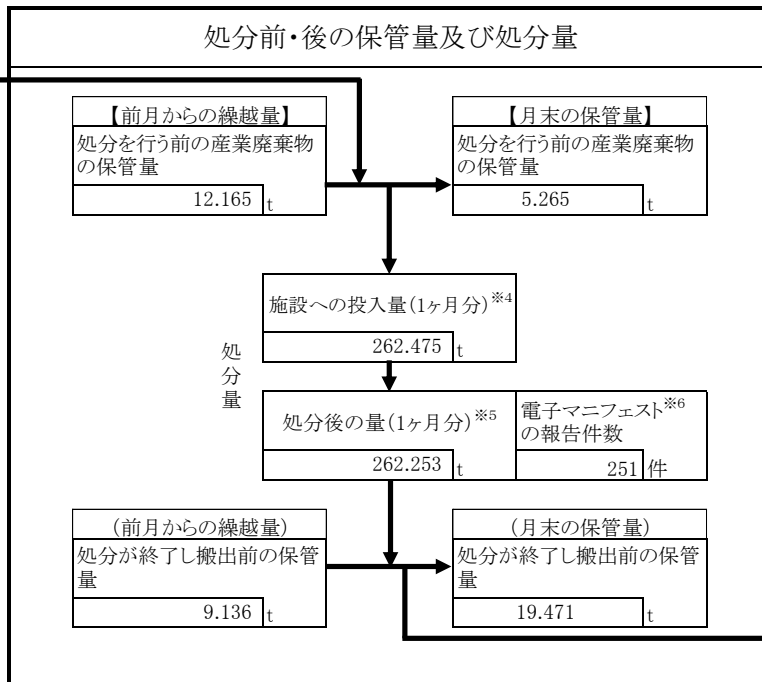 処分前・後の保管量及び処分量
【前月からの繰越量】
処分を行う前の産業廃棄物
の保管量
12.165 t
【月末の保管量】
処分を行う前の産業廃棄物
の保管量
5.265 t
処分量
施設への投入量(1ヶ月分)※4
262.475 t
処分後の量(1ヶ月分)※5
262.253 t
電子マニフェスト※6
の報告件数
251 件
(前月からの繰越量)
処分が終了し搬出前の保管
量
9.136 t
(月末の保管量)
処分が終了し搬出前の保管
量
19.471 t